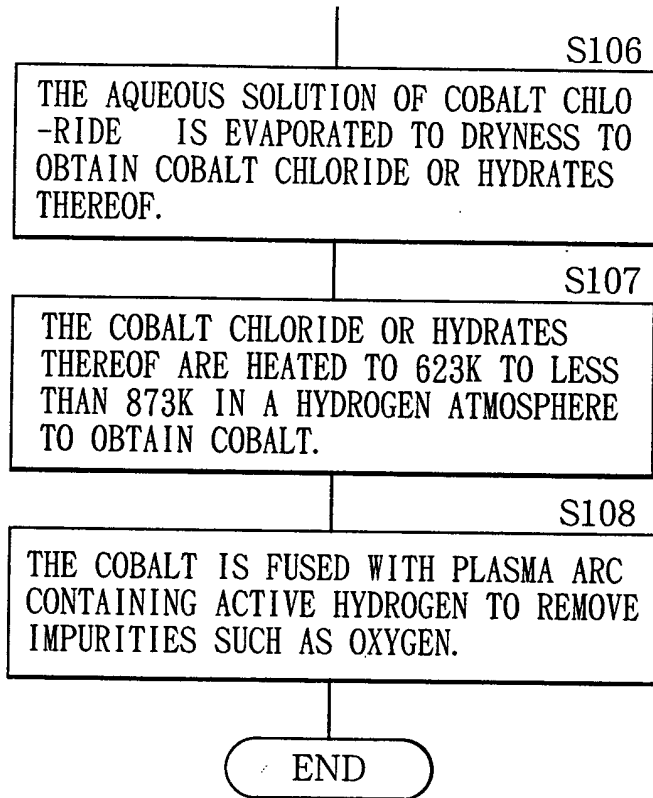 S106
THE AQUEOUS SOLUTION OF COBALT CHLO
-RIDE IS EVAPORATED TO DRYNESS TO
OBTAIN COBALT CHLORIDE OR HYDRATES
THEREOF.
S107
THE COBALT CHLORIDE OR HYDRATES
THEREOF ARE HEATED TO 623K TO LESS
THAN 873K IN A HYDROGEN ATMOSPHERE
TO OBTAIN COBALT.
S108
THE COBALT IS FUSED WITH PLASMA ARC
CONTAINING ACTIVE HYDROGEN TO REMOVE
IMPURITIES SUCH AS OXYGEN.
END